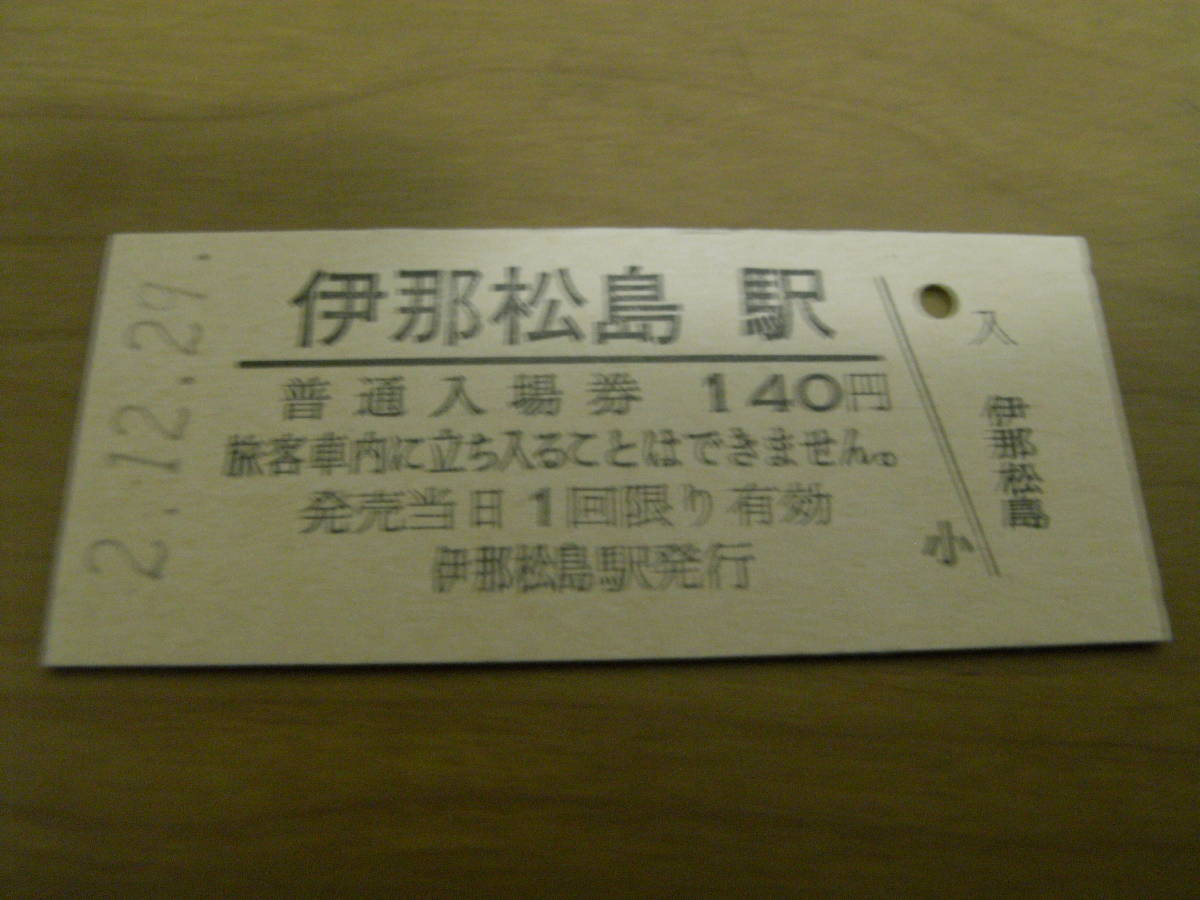 伊那松島 駅
普通入場券 140円
旅客車内に立ち入ることはできません。
発売当日1回限り有効
伊那松島駅発行
2.12.29.
入
伊那松島
小